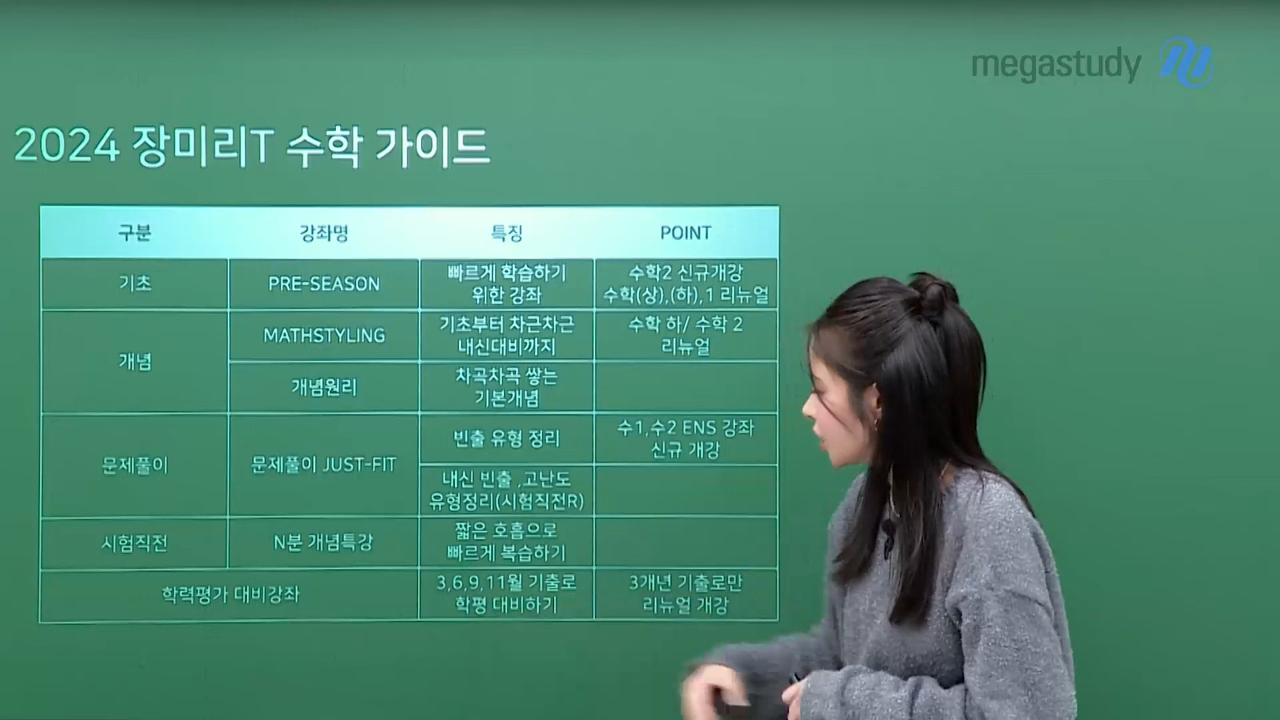 megastudy
2024 장미리T 수학 가이드
구분 강좌명 특징 POINT
기초 PRE-SEASON 빠르게 학습하기 위한 강좌 수학2 신규개강 수학(상),(하),1 리뉴얼
개념 MATHSTYLING 기초부터 차근차근 내신대비까지 수학 하/ 수학 2 리뉴얼
개념원리 차곡차곡 쌓는 기본개념
문제풀이 문제풀이 JUST-FIT 빈출 유형 정리 수1,수2 ENS 강좌 신규 개강
내신 빈출 ,고난도 유형정리(시험직전R)
시험직전 N분 개념특강 짧은 호흡으로 빠르게 복습하기
학력평가 대비강좌 3,6,9,11월 기출로 학평 대비하기 3개년 기출로만 리뉴얼 개강